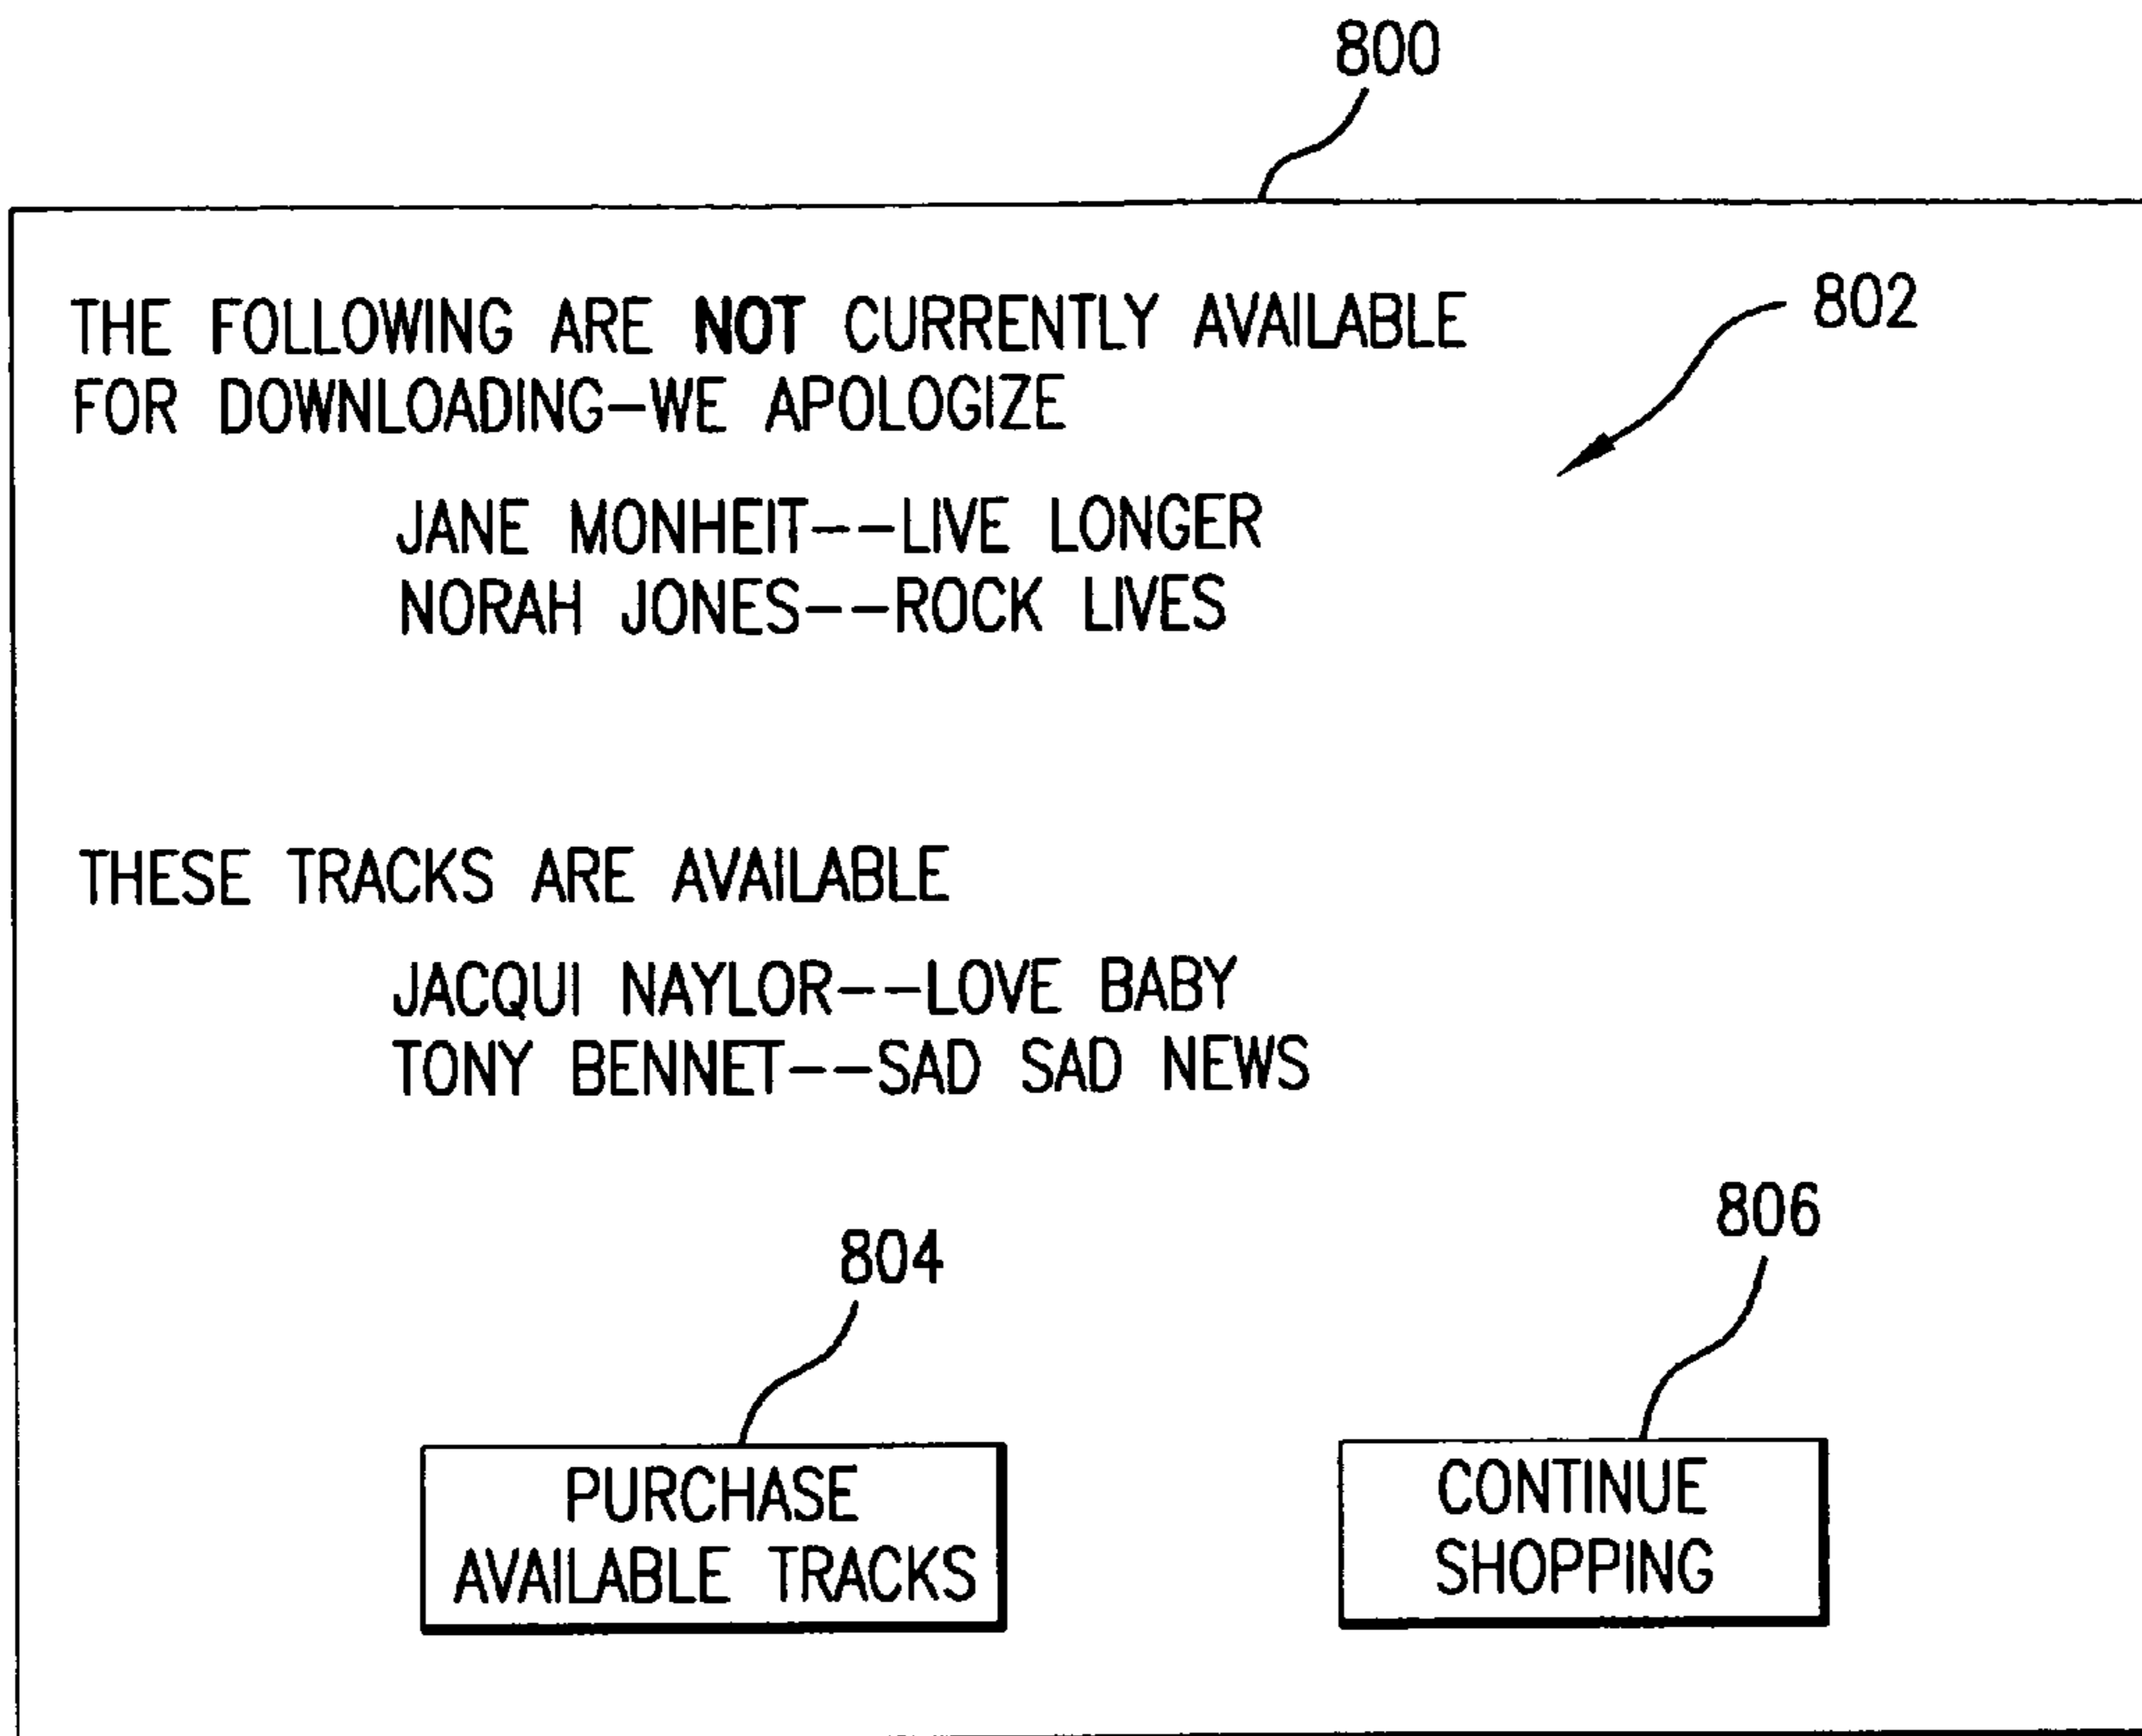 800
THE FOLLOWING ARE NOT CURRENTLY AVAILABLE
802
FOR DOWNLOADING–WE APOLOGIZE
JANE MONHEIT––LIVE LONGER
NORAH JONES––ROCK LIVES
THESE TRACKS ARE AVAILABLE
JACQUI NAYLOR––LOVE BABY
TONY BENNET––SAD SAD NEWS
804
806
PURCHASE
AVAILABLE TRACKS
CONTINUE
SHOPPING